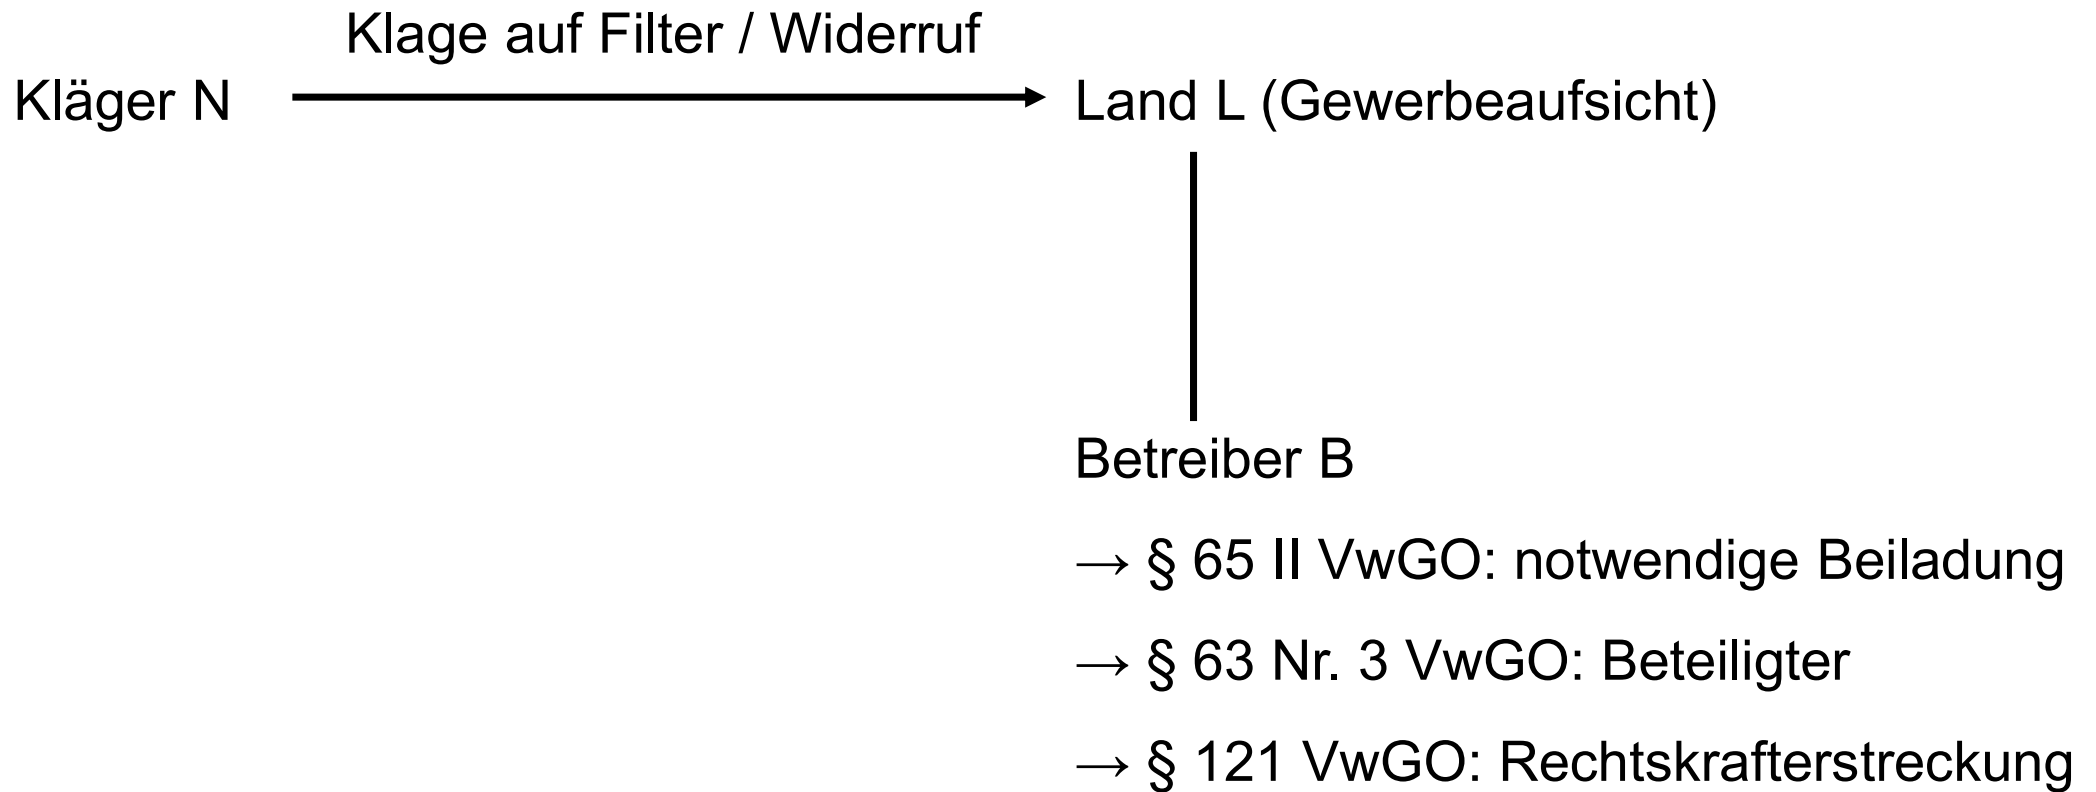 Klage auf Filter / Widerruf
Kläger N
Land L (Gewerbeaufsicht)
Betreiber B
→ § 65 II VwGO: notwendige Beiladung
→ § 63 Nr. 3 VwGO: Beteiligter
→ § 121 VwGO: Rechtskrafterstreckung